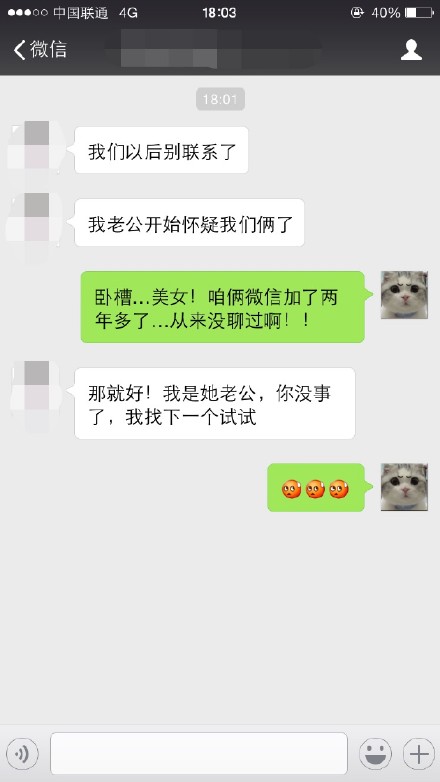 中国联通 4G 18:03 40%
微信
18:01
我们以后别联系了
我老公开始怀疑我们俩了
卧槽...美女！咱俩微信加了两
年多了...从来没聊过啊！！
那就好！我是她老公，你没事
了，我找下一个试试